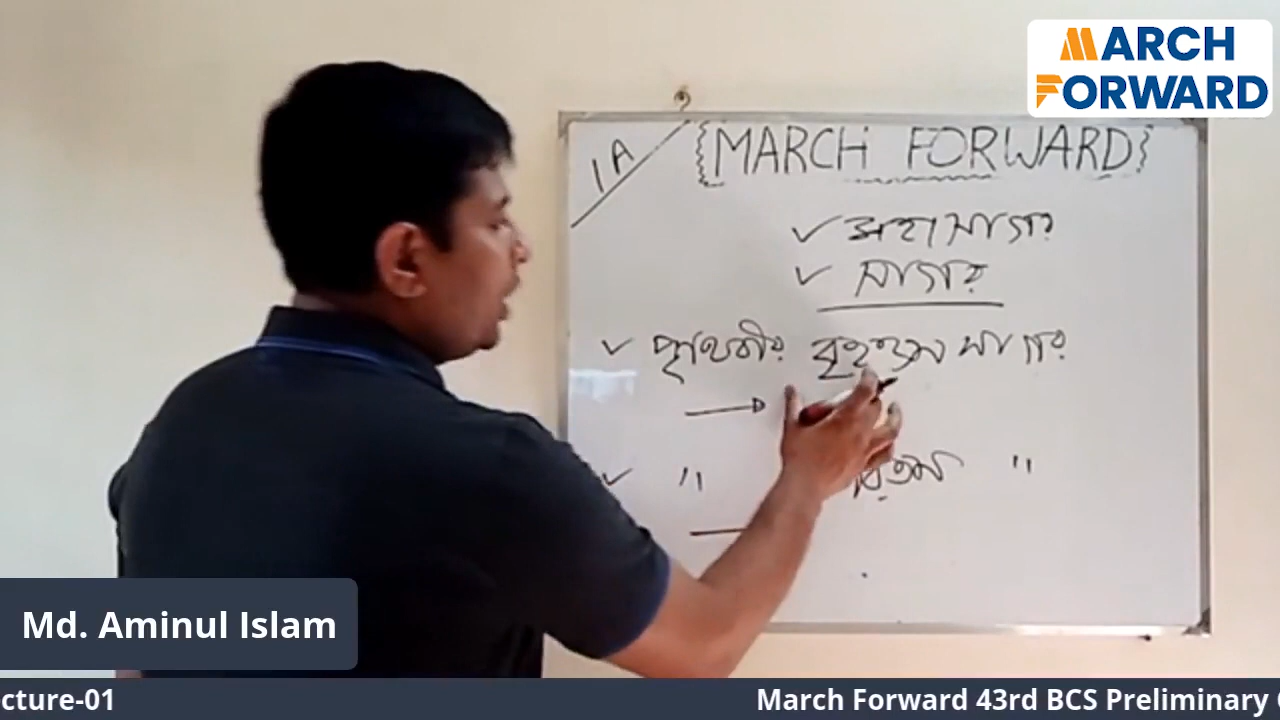 MARCH
FORWARD
1A
{MARCH FORWARD}
✓ মহাসাগর
✓ সাগর
✓ পৃথিবীর বৃহত্তম সাগর
→
✓ " "
Md. Aminul Islam
cture-01
March Forward 43rd BCS Preliminary